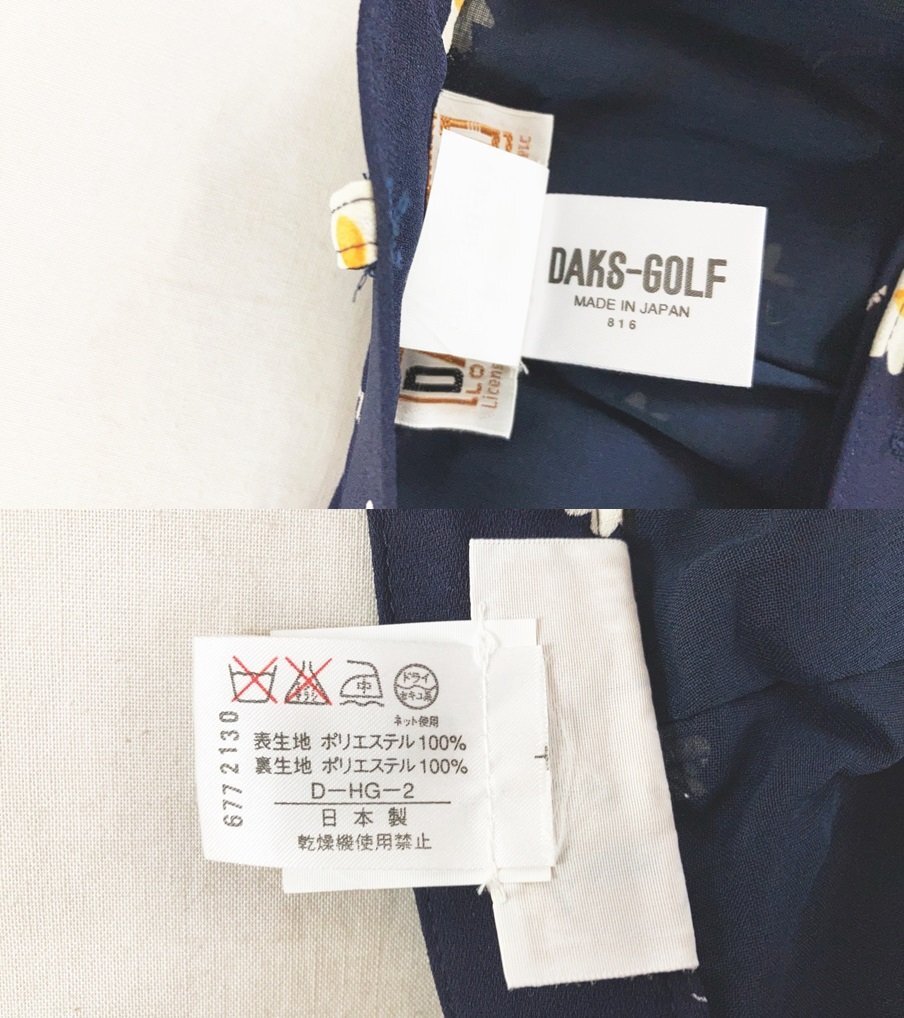 DAKS-GOLF
MADE IN JAPAN
816
D
Licens
中
ドライ
セキユ系
ネット使用
表生地 ポリエステル100%
裏生地 ポリエステル100%
D-HG-2
日本製
乾燥機使用禁止
6772130